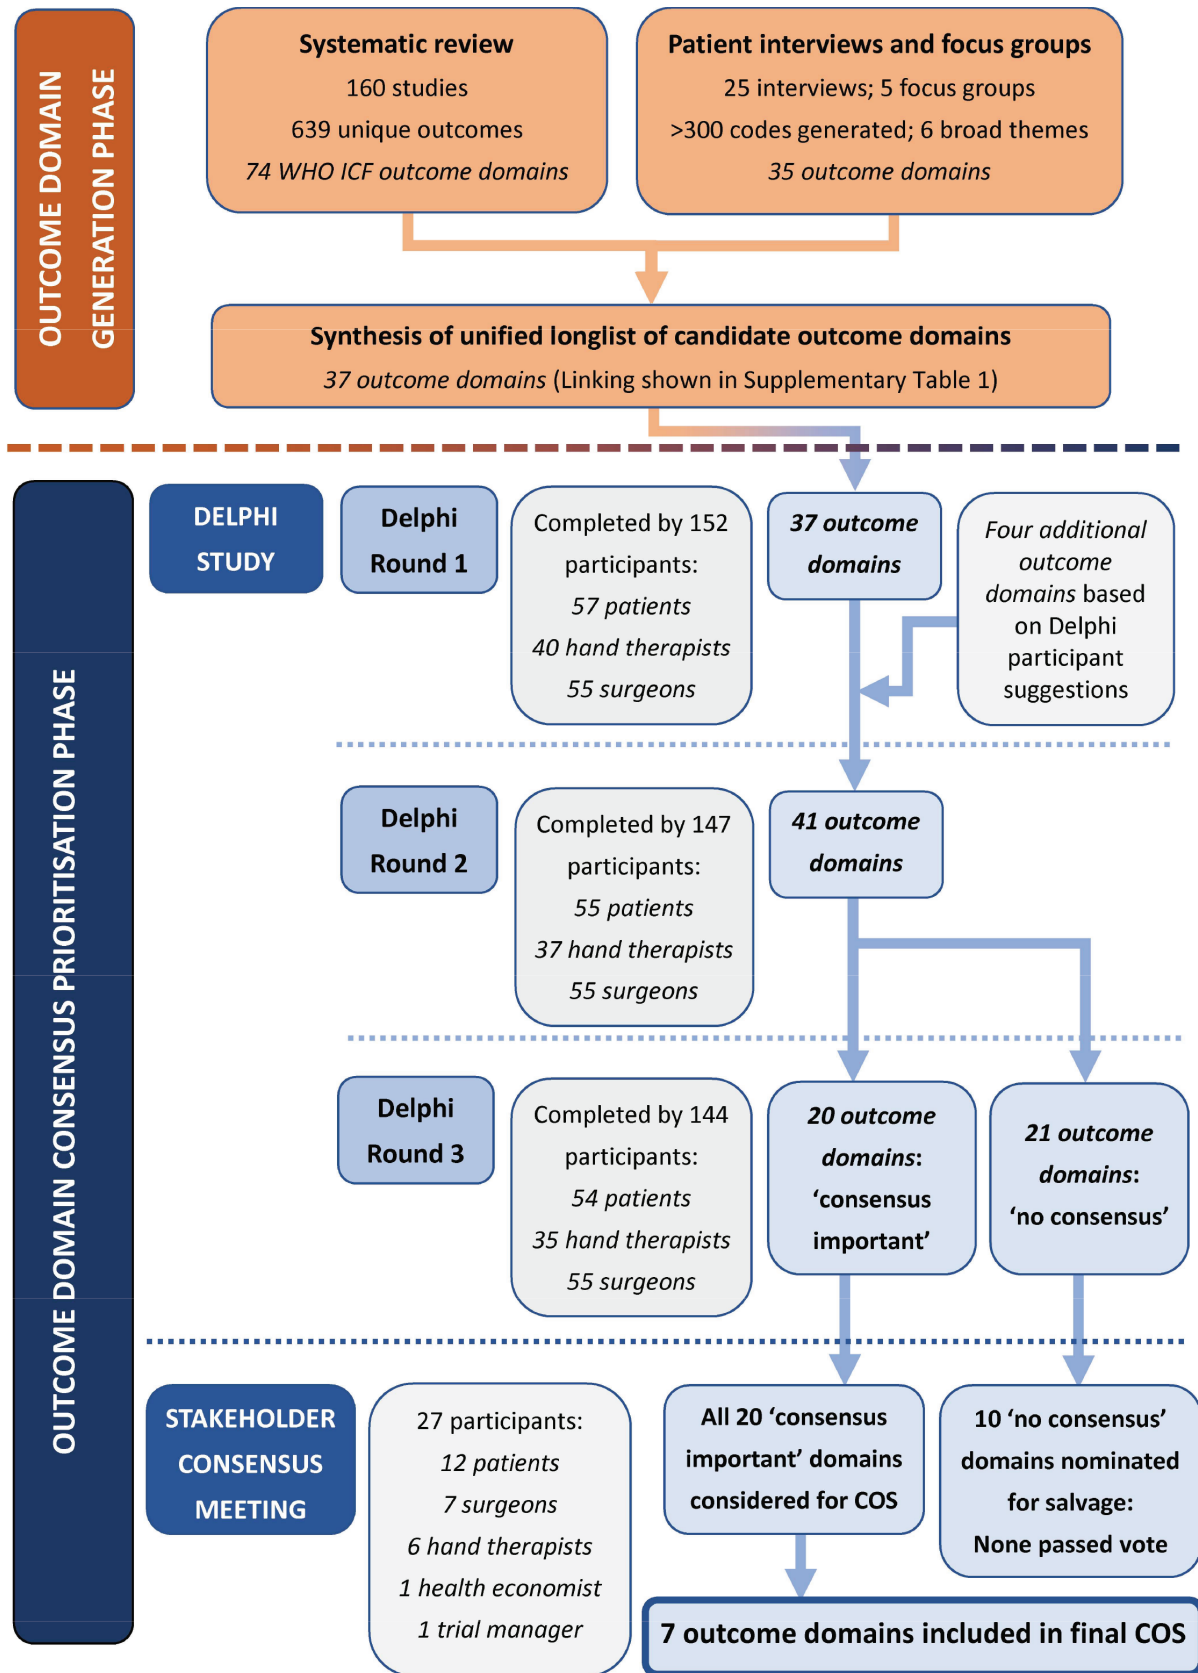 OUTCOME DOMAIN
GENERATION PHASE
Systematic review
160 studies
639 unique outcomes
74 WHO ICF outcome domains
Patient interviews and focus groups
25 interviews; 5 focus groups
>300 codes generated; 6 broad themes
35 outcome domains
Synthesis of unified longlist of candidate outcome domains
37 outcome domains (Linking shown in Supplementary Table 1)
OUTCOME DOMAIN CONSENSUS PRIORITISATION PHASE
DELPHI
STUDY
Delphi
Round 1
Completed by 152
participants:
57 patients
40 hand therapists
55 surgeons
37 outcome
domains
Four additional
outcome
domains based
on Delphi
participant
suggestions
Delphi
Round 2
Completed by 147
participants:
55 patients
37 hand therapists
55 surgeons
41 outcome
domains
Delphi
Round 3
Completed by 144
participants:
54 patients
35 hand therapists
55 surgeons
20 outcome
domains:
‘consensus
important’
21 outcome
domains:
‘no consensus’
STAKEHOLDER
CONSENSUS
MEETING
27 participants:
12 patients
7 surgeons
6 hand therapists
1 health economist
1 trial manager
All 20 ‘consensus
important’ domains
considered for COS
10 ‘no consensus’
domains nominated
for salvage:
None passed vote
7 outcome domains included in final COS